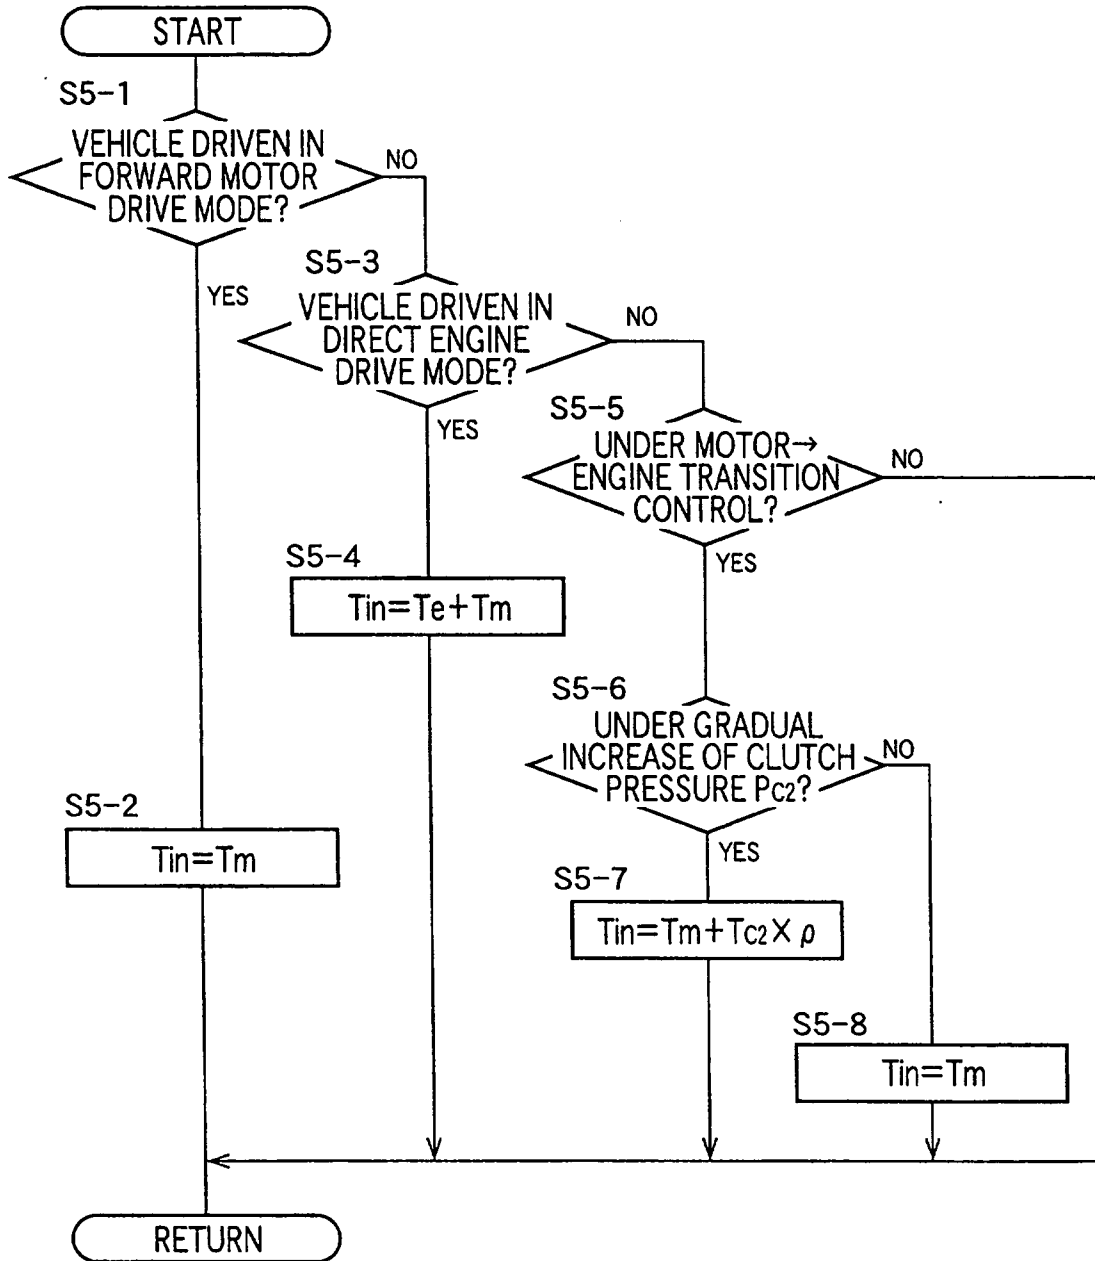 START
S5-1
VEHICLE DRIVEN IN
FORWARD MOTOR
DRIVE MODE?
NO
YES
S5-3
VEHICLE DRIVEN IN
DIRECT ENGINE
DRIVE MODE?
NO
YES
S5-5
UNDER MOTOR→
ENGINE TRANSITION
CONTROL?
NO
YES
S5-4
Tin=Te+Tm
S5-6
UNDER GRADUAL
INCREASE OF CLUTCH
PRESSURE PC2?
NO
YES
S5-2
Tin=Tm
S5-7
Tin=Tm+TC2×ρ
S5-8
Tin=Tm
RETURN